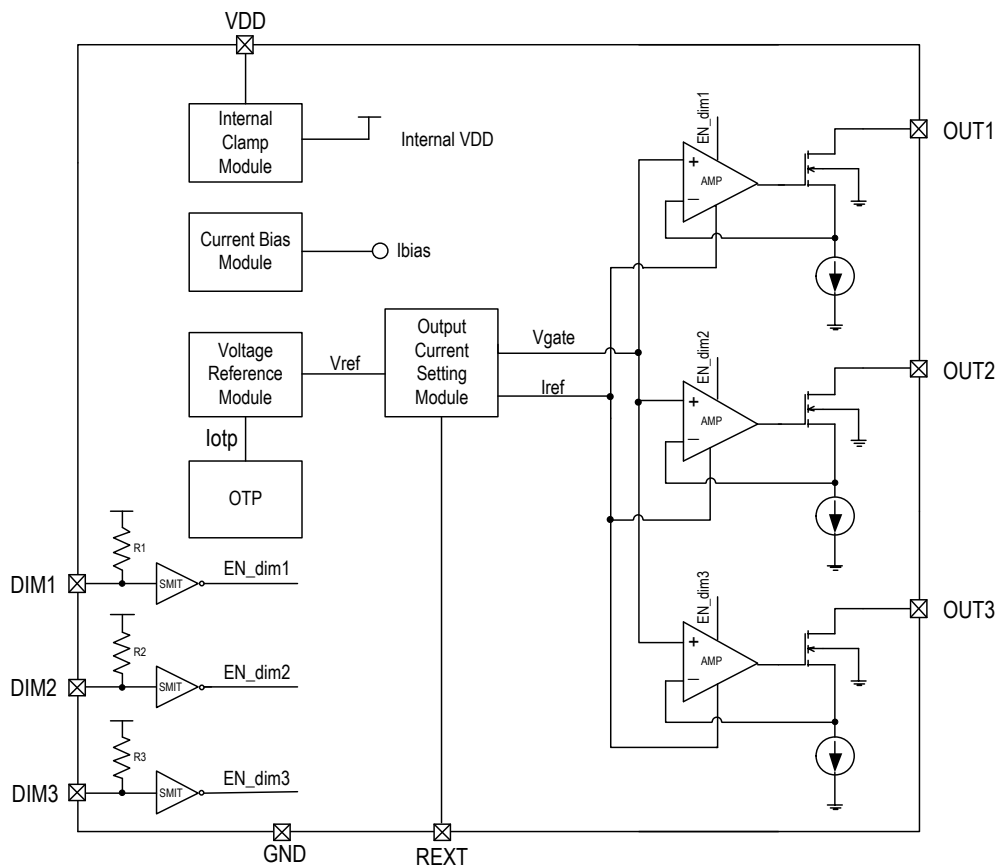 VDD
Internal
Clamp
Module
Internal VDD
Current Bias
Module
Ibias
Voltage
Reference
Module
Vref
Output
Current
Setting
Module
Vgate
Iref
Iotp
OTP
EN_dim1
+
AMP
−
OUT1
EN_dim2
+
AMP
−
OUT2
EN_dim3
+
AMP
−
OUT3
R1
DIM1
SMIT
EN_dim1
R2
DIM2
SMIT
EN_dim2
R3
DIM3
SMIT
EN_dim3
GND
REXT